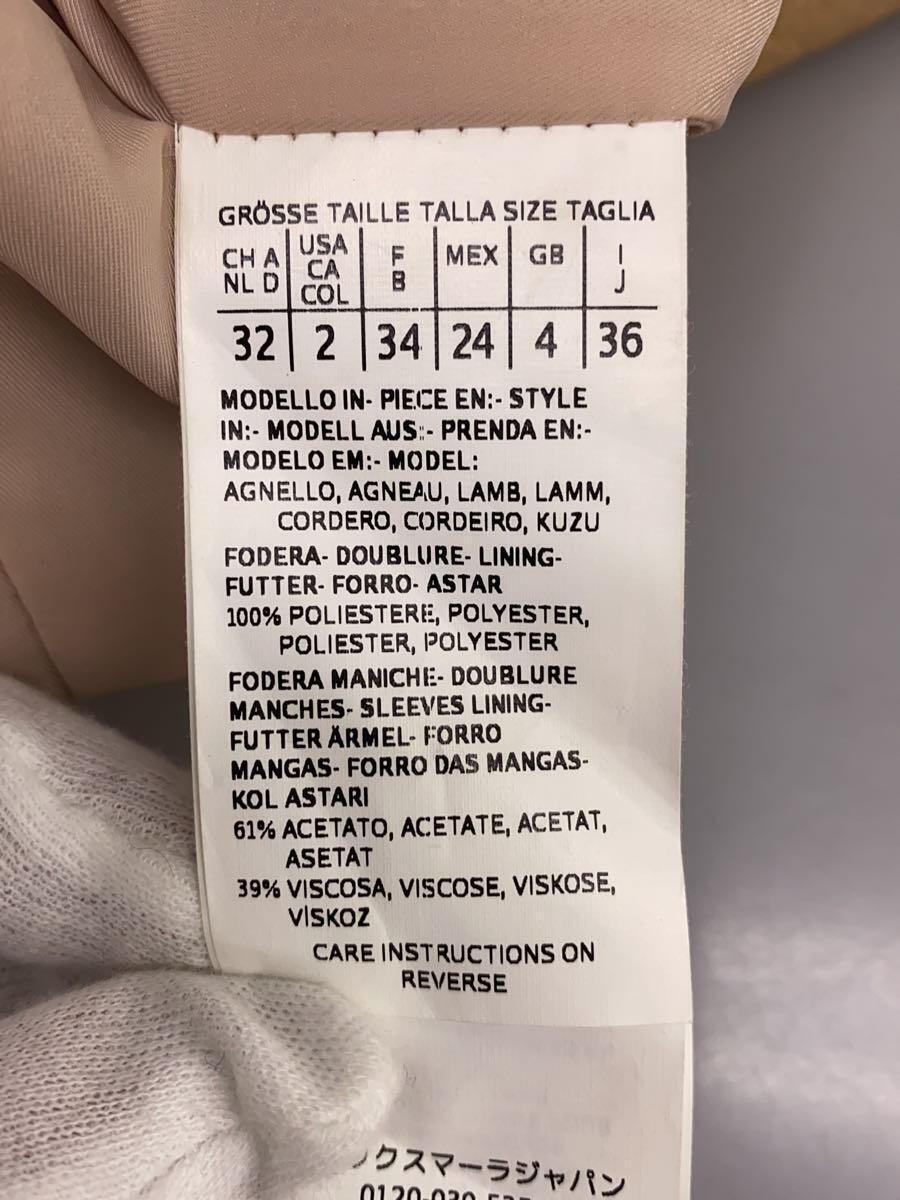 GRÖSSE TAILLE TALLA SIZE TAGLIA
CH A NL D | USA CA COL | F B | MEX | GB | I J
32 | 2 | 34 | 24 | 4 | 36
MODELLO IN- PIECE EN:- STYLE
IN:- MODELL AUS:- PRENDA EN:-
MODELO EM:- MODEL:
AGNELLO, AGNEAU, LAMB, LAMM,
CORDERO, CORDEIRO, KUZU
FODERA- DOUBLURE- LINING-
FUTTER- FORRO- ASTAR
100% POLIESTERE, POLYESTER,
POLIESTER, POLYESTER
FODERA MANICHE- DOUBLURE
MANCHES- SLEEVES LINING-
FUTTER ÄRMEL- FORRO
MANGAS- FORRO DAS MANGAS-
KOL ASTARI
61% ACETATO, ACETATE, ACETAT,
ASETAT
39% VISCOSA, VISCOSE, VISKOSE,
VİSKOZ
CARE INSTRUCTIONS ON
REVERSE
クスマーラジャパン
0120-030-